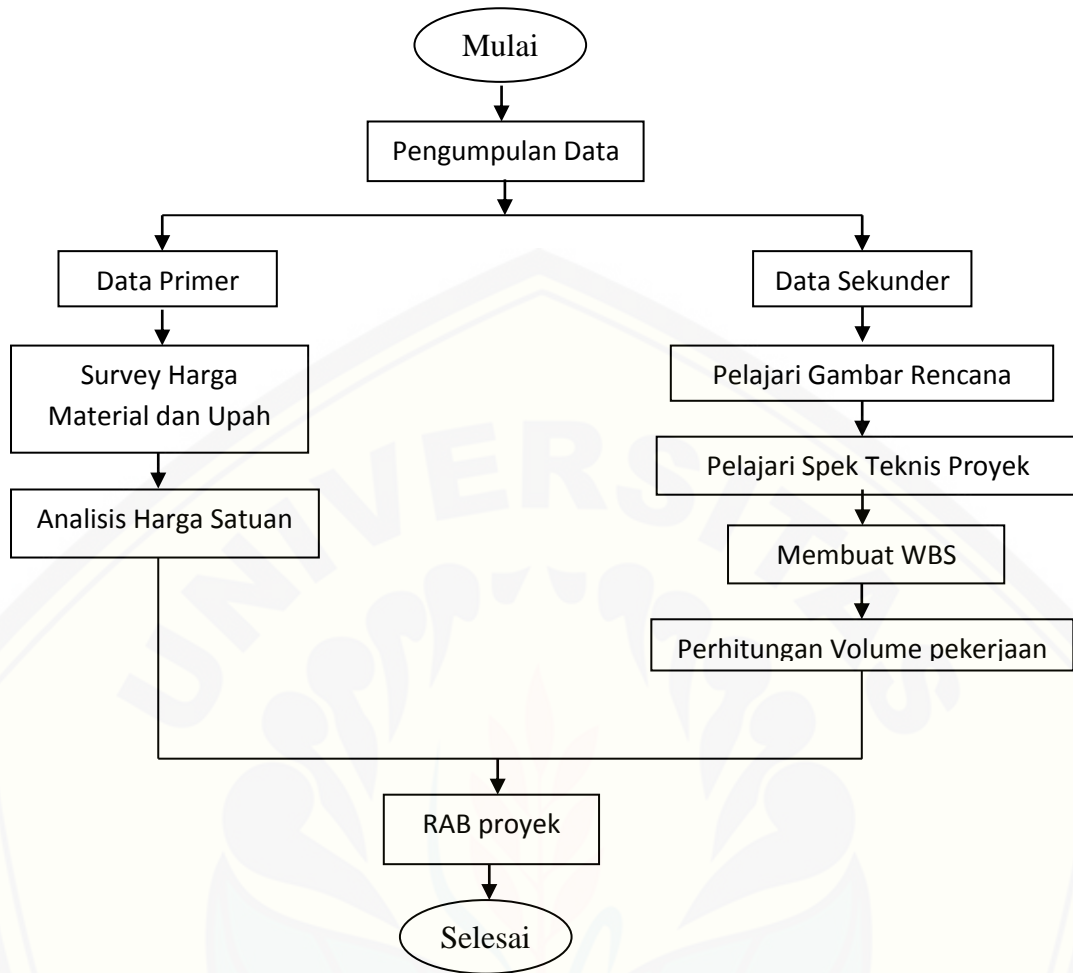 Mulai
Pengumpulan Data
Data Primer
Data Sekunder
Survey Harga
Material dan Upah
Pelajari Gambar Rencana
Pelajari Spek Teknis Proyek
Analisis Harga Satuan
Membuat WBS
Perhitungan Volume pekerjaan
RAB proyek
Selesai
UNIVERSITAS